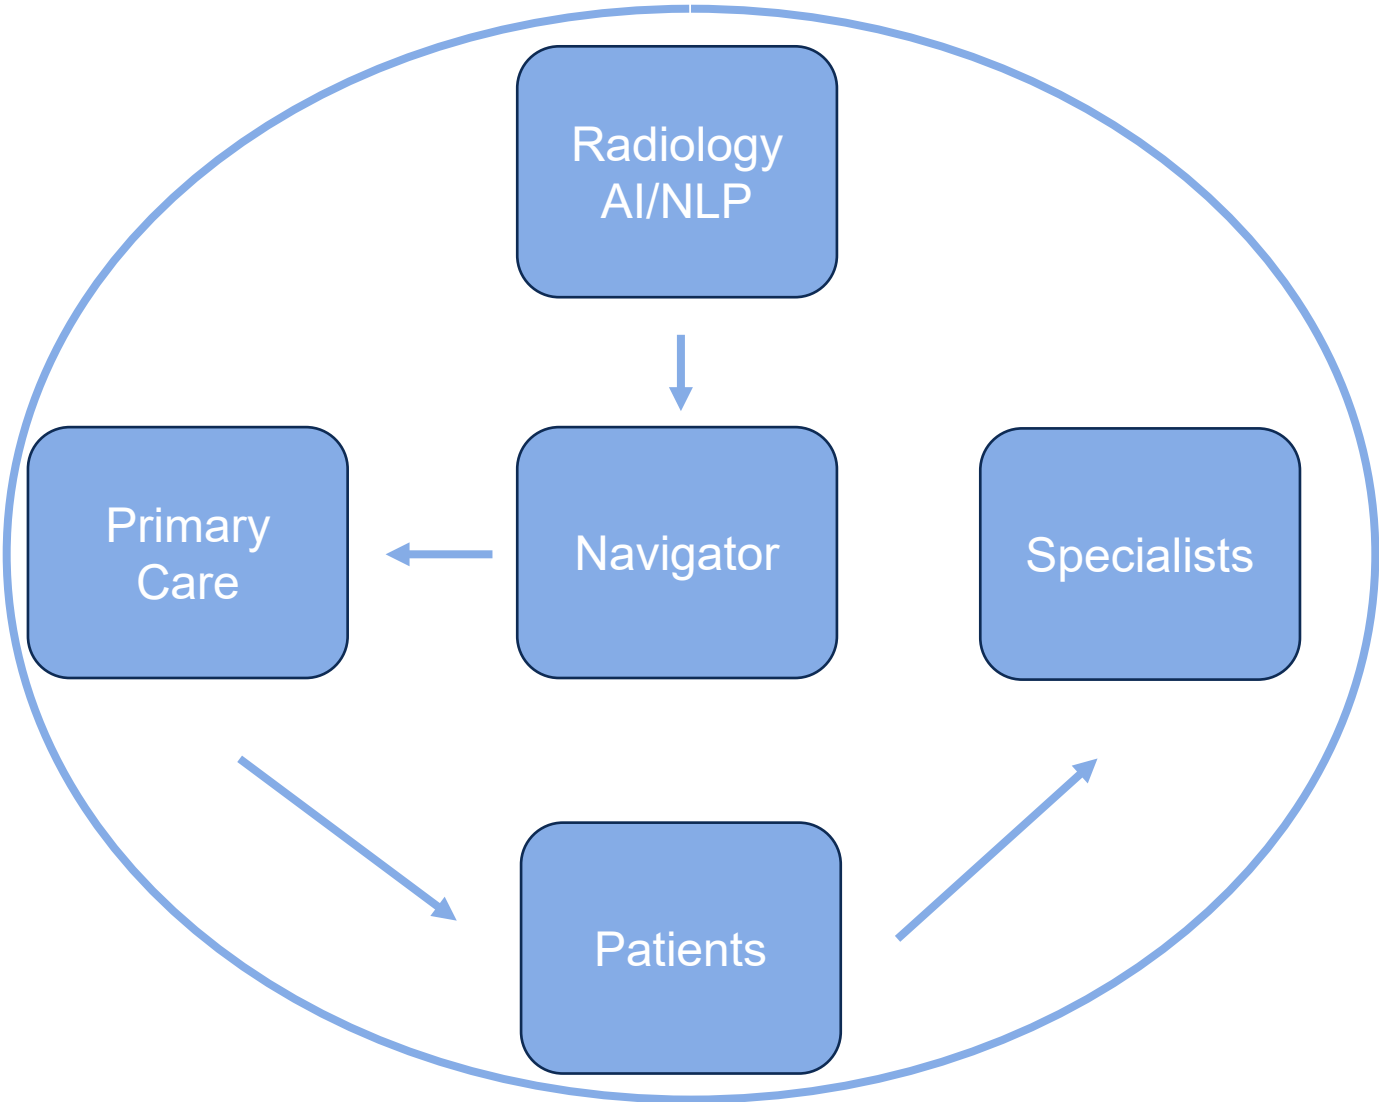 Radiology
AI/NLP
Primary
Care
Navigator
Specialists
Patients